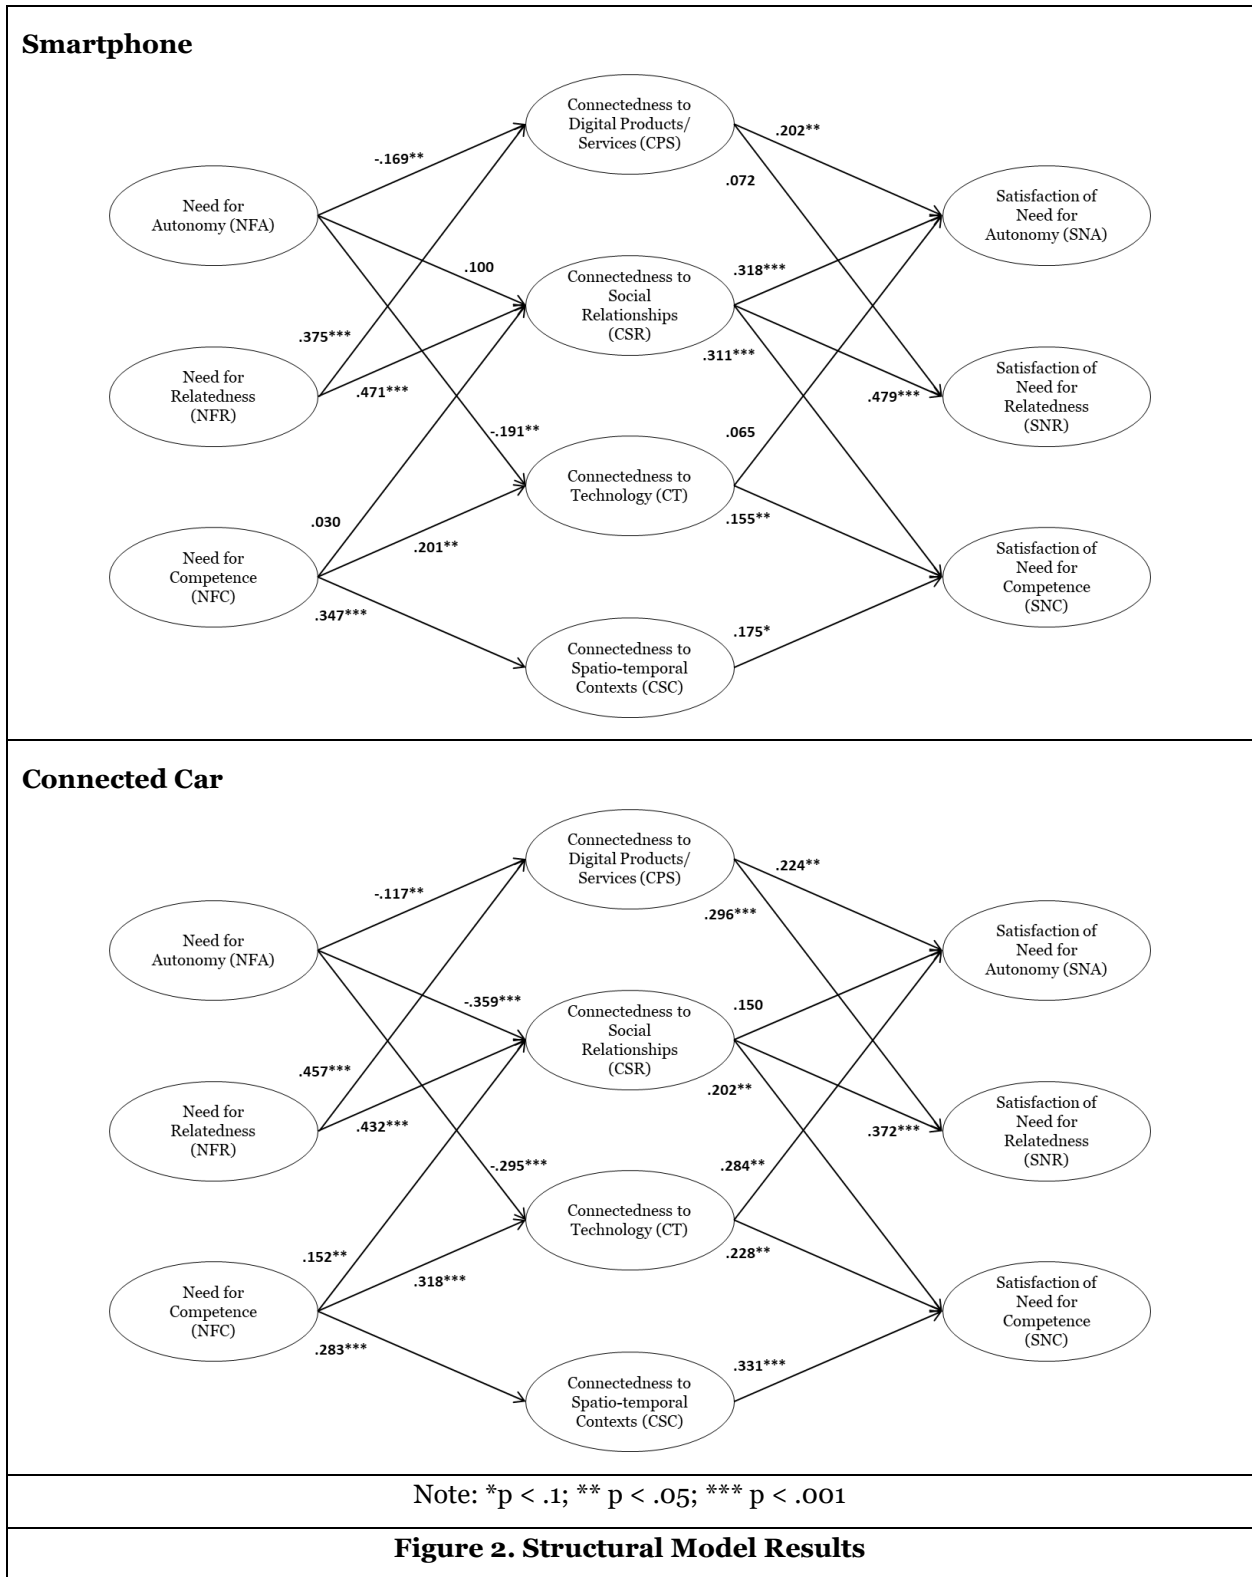 Smartphone
Connectedness to
Digital Products/
Services (CPS)
-.169**
.202**
.072
Need for
Autonomy (NFA)
Satisfaction of
Need for
Autonomy (SNA)
.100
Connectedness to
Social
Relationships
(CSR)
.318***
.375***
.311***
Need for
Relatedness
(NFR)
.471***
.479***
Satisfaction of
Need for
Relatedness
(SNR)
-.191**
.065
Connectedness to
Technology (CT)
.030
.201**
.155**
Need for
Competence
(NFC)
Satisfaction of
Need for
Competence
(SNC)
.347***
.175*
Connectedness to
Spatio-temporal
Contexts (CSC)
Connected Car
Connectedness to
Digital Products/
Services (CPS)
-.117**
.224**
.296***
Need for
Autonomy (NFA)
Satisfaction of
Need for
Autonomy (SNA)
-.359***
Connectedness to
Social
Relationships
(CSR)
.150
.457***
.202**
Need for
Relatedness
(NFR)
.432***
.372***
Satisfaction of
Need for
Relatedness
(SNR)
-.295***
.284**
Connectedness to
Technology (CT)
.152**
.318***
.228**
Need for
Competence
(NFC)
Satisfaction of
Need for
Competence
(SNC)
.283***
.331***
Connectedness to
Spatio-temporal
Contexts (CSC)
Note: *p < .1; ** p < .05; *** p < .001
Figure 2. Structural Model Results